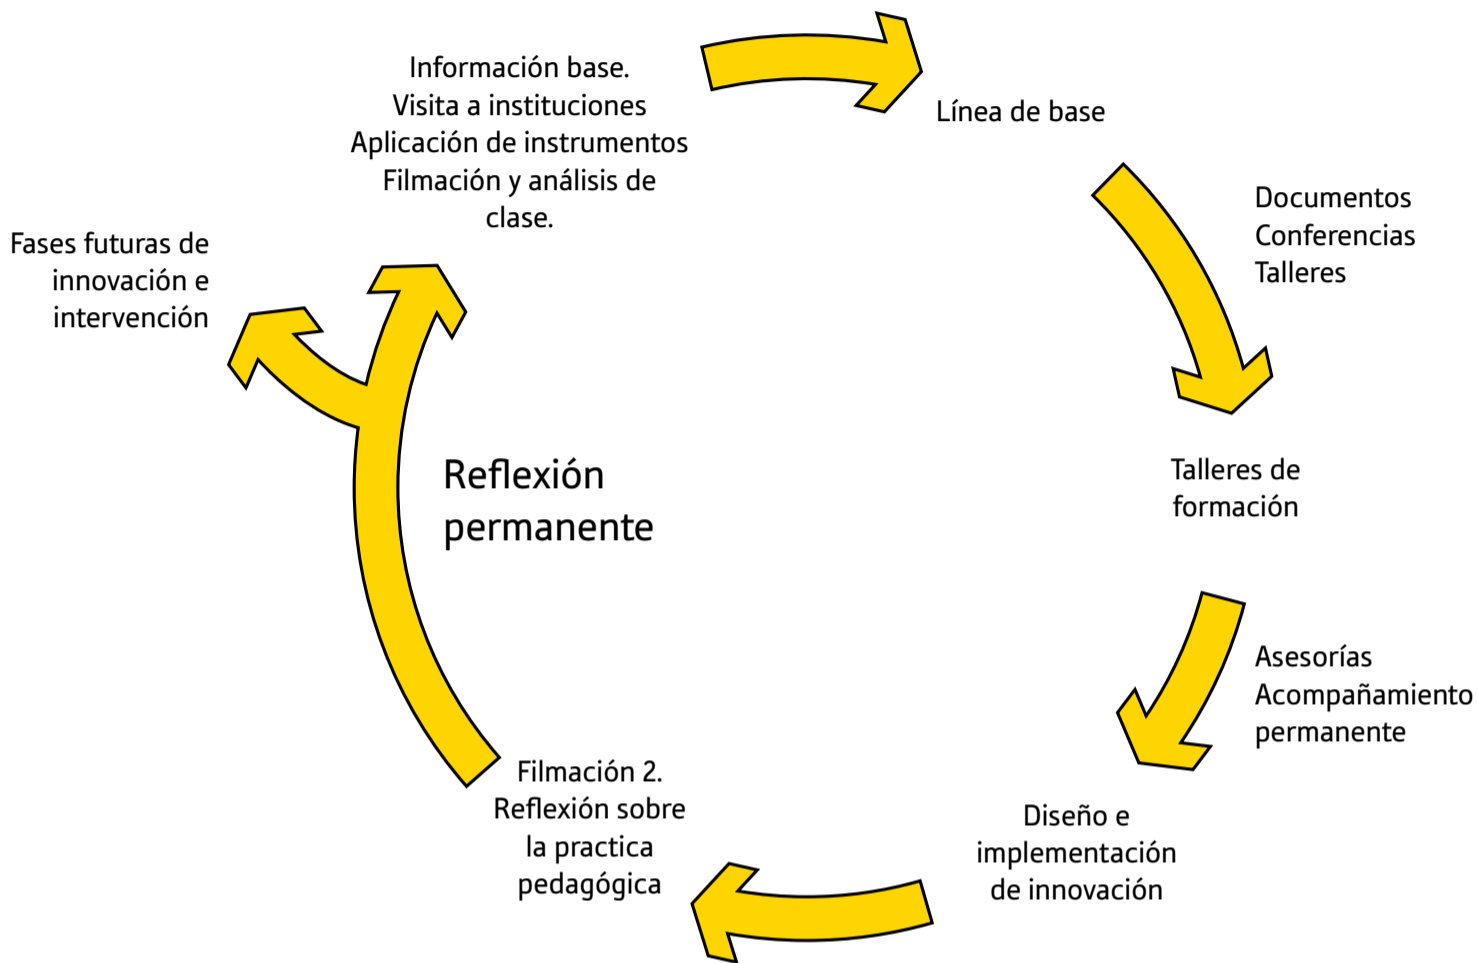 Información base.
Visita a instituciones
Aplicación de instrumentos
Filmación y análisis de
clase.
Línea de base
Documentos
Conferencias
Talleres
Talleres de
formación
Asesorías
Acompañamiento
permanente
Diseño e
implementación
de innovación
Filmación 2.
Reflexión sobre
la practica
pedagógica
Reflexión
permanente
Fases futuras de
innovación e
intervención